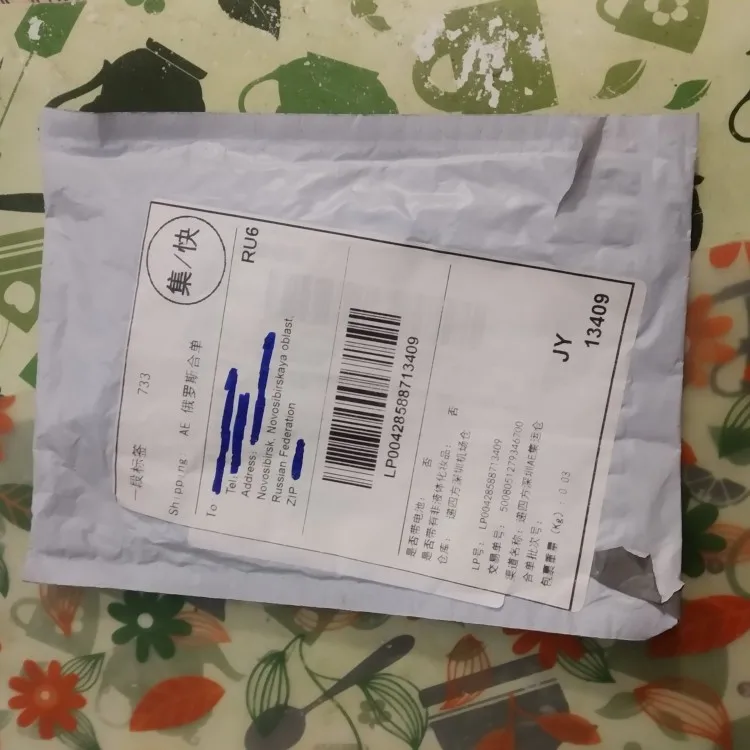 一段标签 733
集/快
Shipping: AE 俄罗斯合单
RU6
To
Tel:
Address:
Novosibirsk, Novosibirskaya oblast,
Russian Federation
ZIP
LP00428588713409
是否带电池: 否
是否带有非液体化妆品: 否
仓库: 递四方深圳机场仓
LP号: LP00428588713409
交易单号: 5008051279346700
渠道名称: 递四方深圳AE集运仓
合单批次号:
包裹重量 (Kg): 0.03
JY
13409